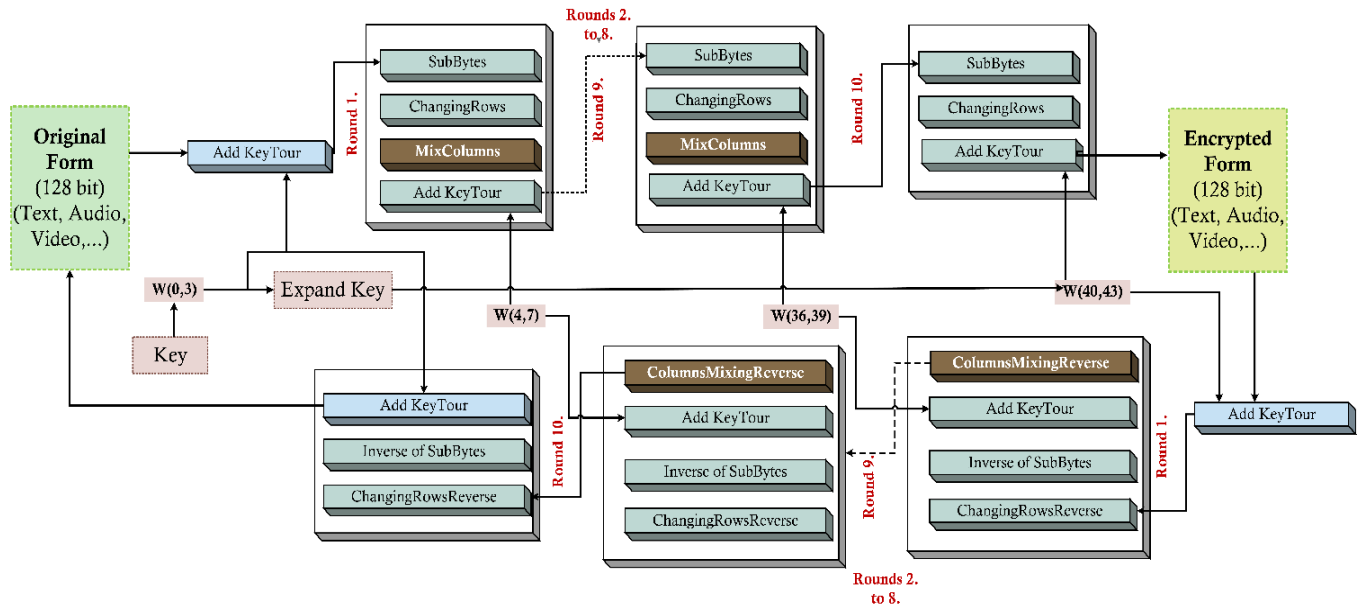 Rounds 2.
to 8.
SubBytes
ChangingRows
MixColumns
Add KeyTour
Round 1.
Round 9.
SubBytes
ChangingRows
MixColumns
Add KeyTour
Round 10.
SubBytes
ChangingRows
Add KeyTour
Original
Form
(128 bit)
(Text, Audio,
Video,...)
Add KeyTour
Encrypted
Form
(128 bit)
(Text, Audio,
Video,...)
W(0,3)
Expand Key
Key
W(4,7)
W(36,39)
W(40,43)
Add KeyTour
Inverse of SubBytes
ChangingRowsReverse
Round 10.
ColumnsMixingReverse
Add KeyTour
Inverse of SubBytes
ChangingRowsReverse
Round 9.
ColumnsMixingReverse
Add KeyTour
Inverse of SubBytes
ChangingRowsReverse
Round 1.
Add KeyTour
Rounds 2.
to 8.